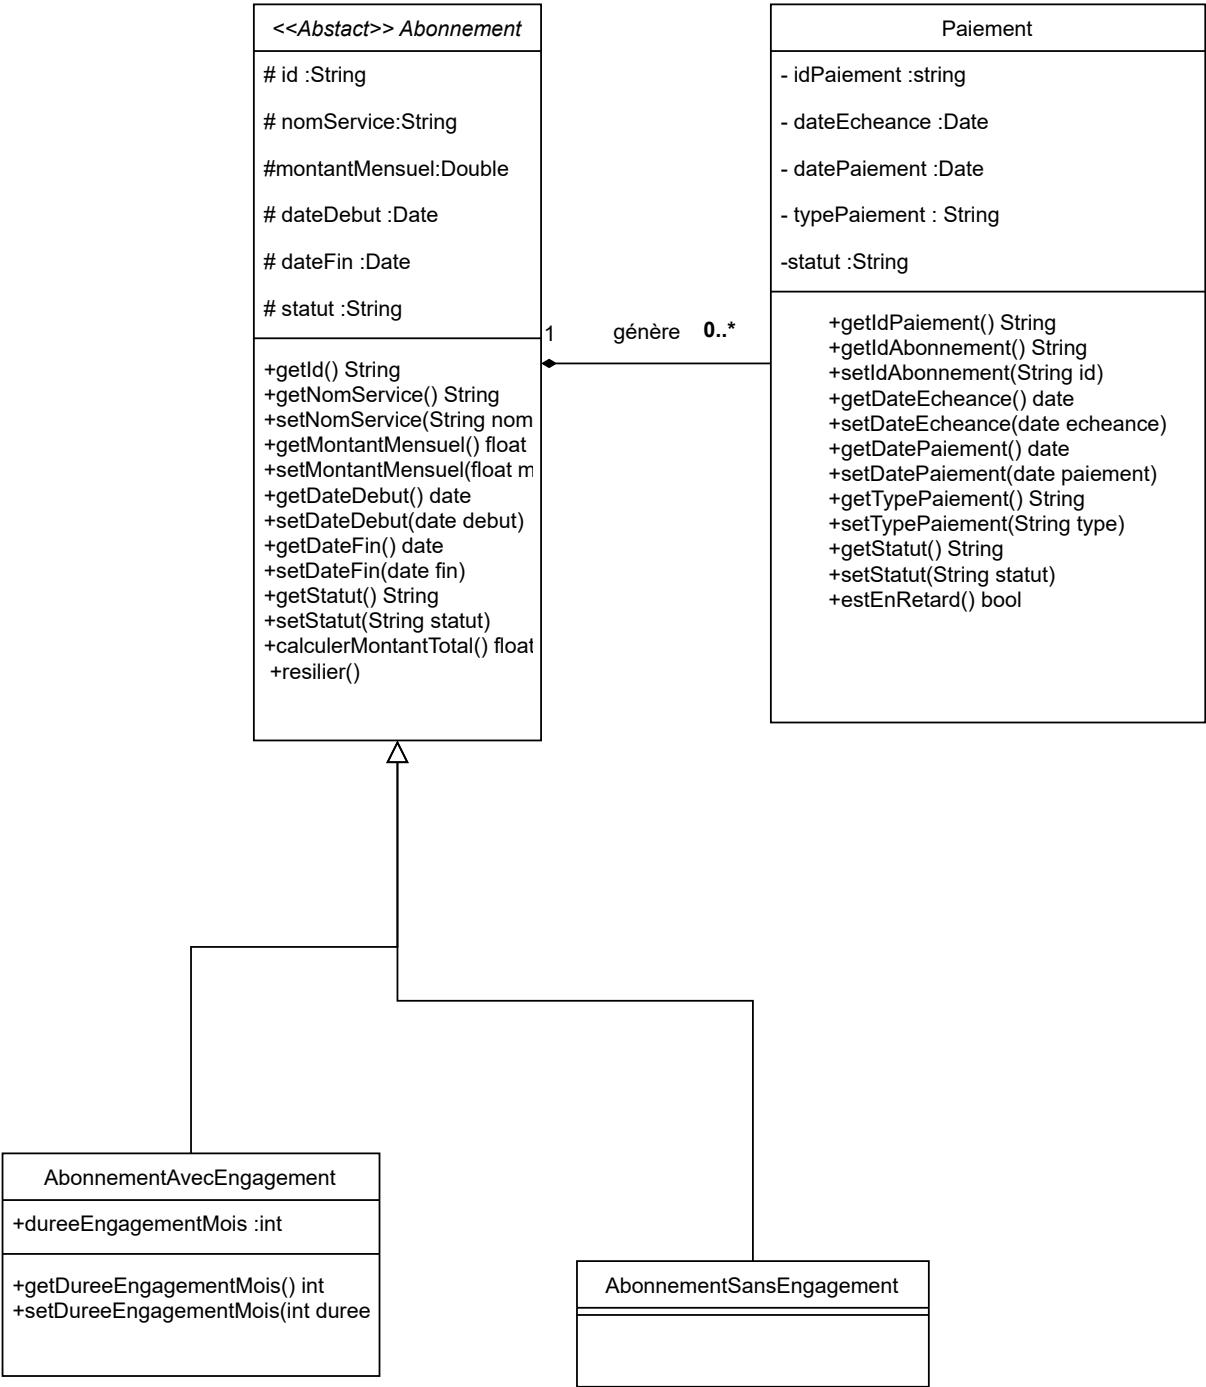 <<Abstact>> Abonnement
# id :String
# nomService:String
#montantMensuel:Double
# dateDebut :Date
# dateFin :Date
# statut :String
+getId() String
+getNomService() String
+setNomService(String nom
+getMontantMensuel() float
+setMontantMensuel(float m
+getDateDebut() date
+setDateDebut(date debut)
+getDateFin() date
+setDateFin(date fin)
+getStatut() String
+setStatut(String statut)
+calculerMontantTotal() float
+resilier()
1 génère 0..*
Paiement
- idPaiement :string
- dateEcheance :Date
- datePaiement :Date
- typePaiement : String
-statut :String
+getIdPaiement() String
+getIdAbonnement() String
+setIdAbonnement(String id)
+getDateEcheance() date
+setDateEcheance(date echeance)
+getDatePaiement() date
+setDatePaiement(date paiement)
+getTypePaiement() String
+setTypePaiement(String type)
+getStatut() String
+setStatut(String statut)
+estEnRetard() bool
AbonnementAvecEngagement
+dureeEngagementMois :int
+getDureeEngagementMois() int
+setDureeEngagementMois(int duree
AbonnementSansEngagement